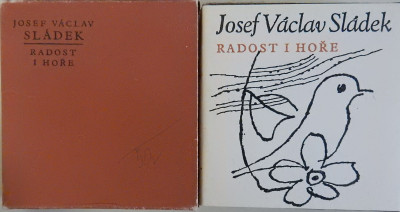 JOSEF VÁCLAV
SLÁDEK
RADOST
I HOŘE
Josef Václav Sládek
RADOST I HOŘE